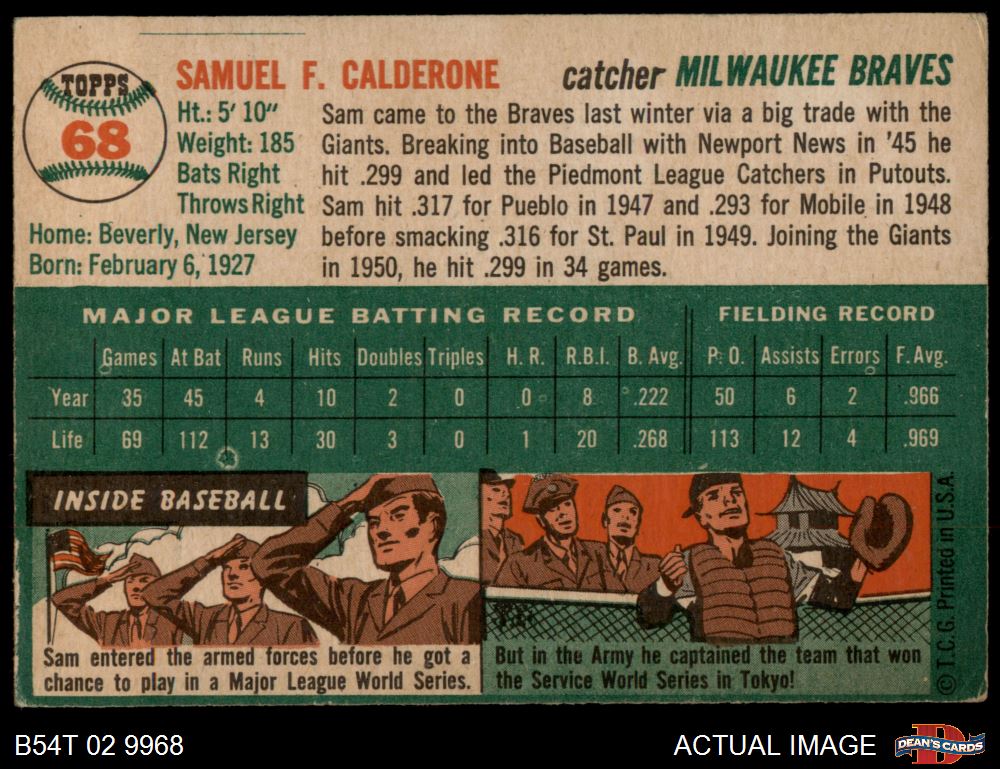 TOPPS
68
SAMUEL F. CALDERONE
catcher MILWAUKEE BRAVES
Ht.: 5' 10"
Weight: 185
Bats Right
Throws Right
Home: Beverly, New Jersey
Born: February 6, 1927
Sam came to the Braves last winter via a big trade with the
Giants. Breaking into Baseball with Newport News in '45 he
hit .299 and led the Piedmont League Catchers in Putouts.
Sam hit .317 for Pueblo in 1947 and .293 for Mobile in 1948
before smacking .316 for St. Paul in 1949. Joining the Giants
in 1950, he hit .299 in 34 games.
MAJOR LEAGUE BATTING RECORD FIELDING RECORD
Games At Bat Runs Hits Doubles Triples H. R. R.B.I. B. Avg. P. O. Assists Errors F. Avg.
Year 35 45 4 10 2 0 0 8 .222 50 6 2 .966
Life 69 112 13 30 3 0 1 20 .268 113 12 4 .969
INSIDE BASEBALL
Sam entered the armed forces before he got a
chance to play in a Major League World Series.
But in the Army he captained the team that won
the Service World Series in Tokyo!
© T.C.G. Printed in U.S.A.
B54T 02 9968
ACTUAL IMAGE
DEAN'S CARDS